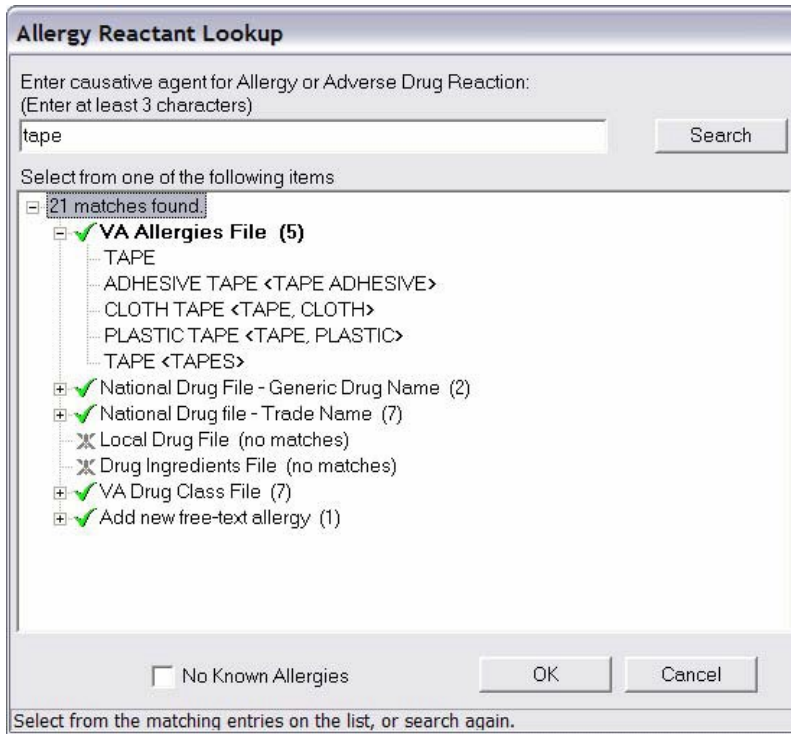 Allergy Reactant Lookup
Enter causative agent for Allergy or Adverse Drug Reaction:
(Enter at least 3 characters)
tape
Search
Select from one of the following items
21 matches found.
VA Allergies File (5)
TAPE
ADHESIVE TAPE <TAPE ADHESIVE>
CLOTH TAPE <TAPE, CLOTH>
PLASTIC TAPE <TAPE, PLASTIC>
TAPE <TAPES>
National Drug File - Generic Drug Name (2)
National Drug file - Trade Name (7)
Local Drug File (no matches)
Drug Ingredients File (no matches)
VA Drug Class File (7)
Add new free-text allergy (1)
No Known Allergies
OK
Cancel
Select from the matching entries on the list, or search again.